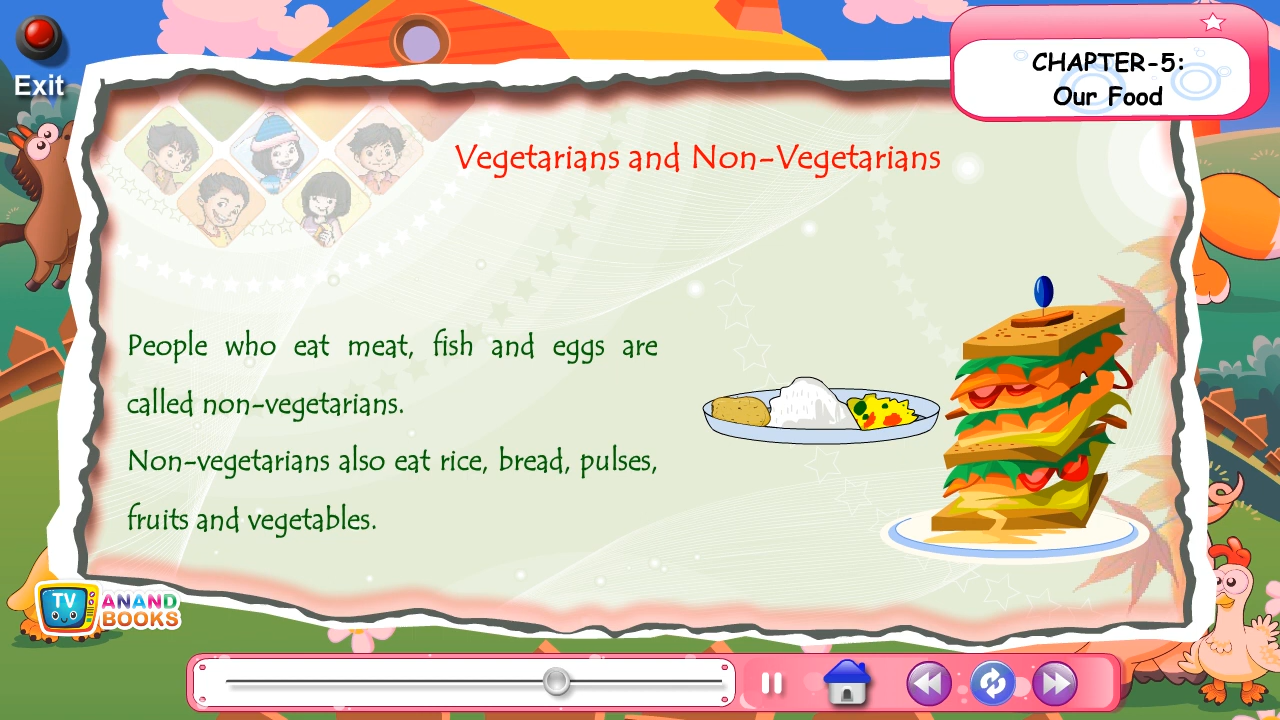 Exit
CHAPTER-5:
Our Food
Vegetarians and Non-Vegetarians
People who eat meat, fish and eggs are
called non-vegetarians.
Non-vegetarians also eat rice, bread, pulses,
fruits and vegetables.
TV
ANAND
BOOKS